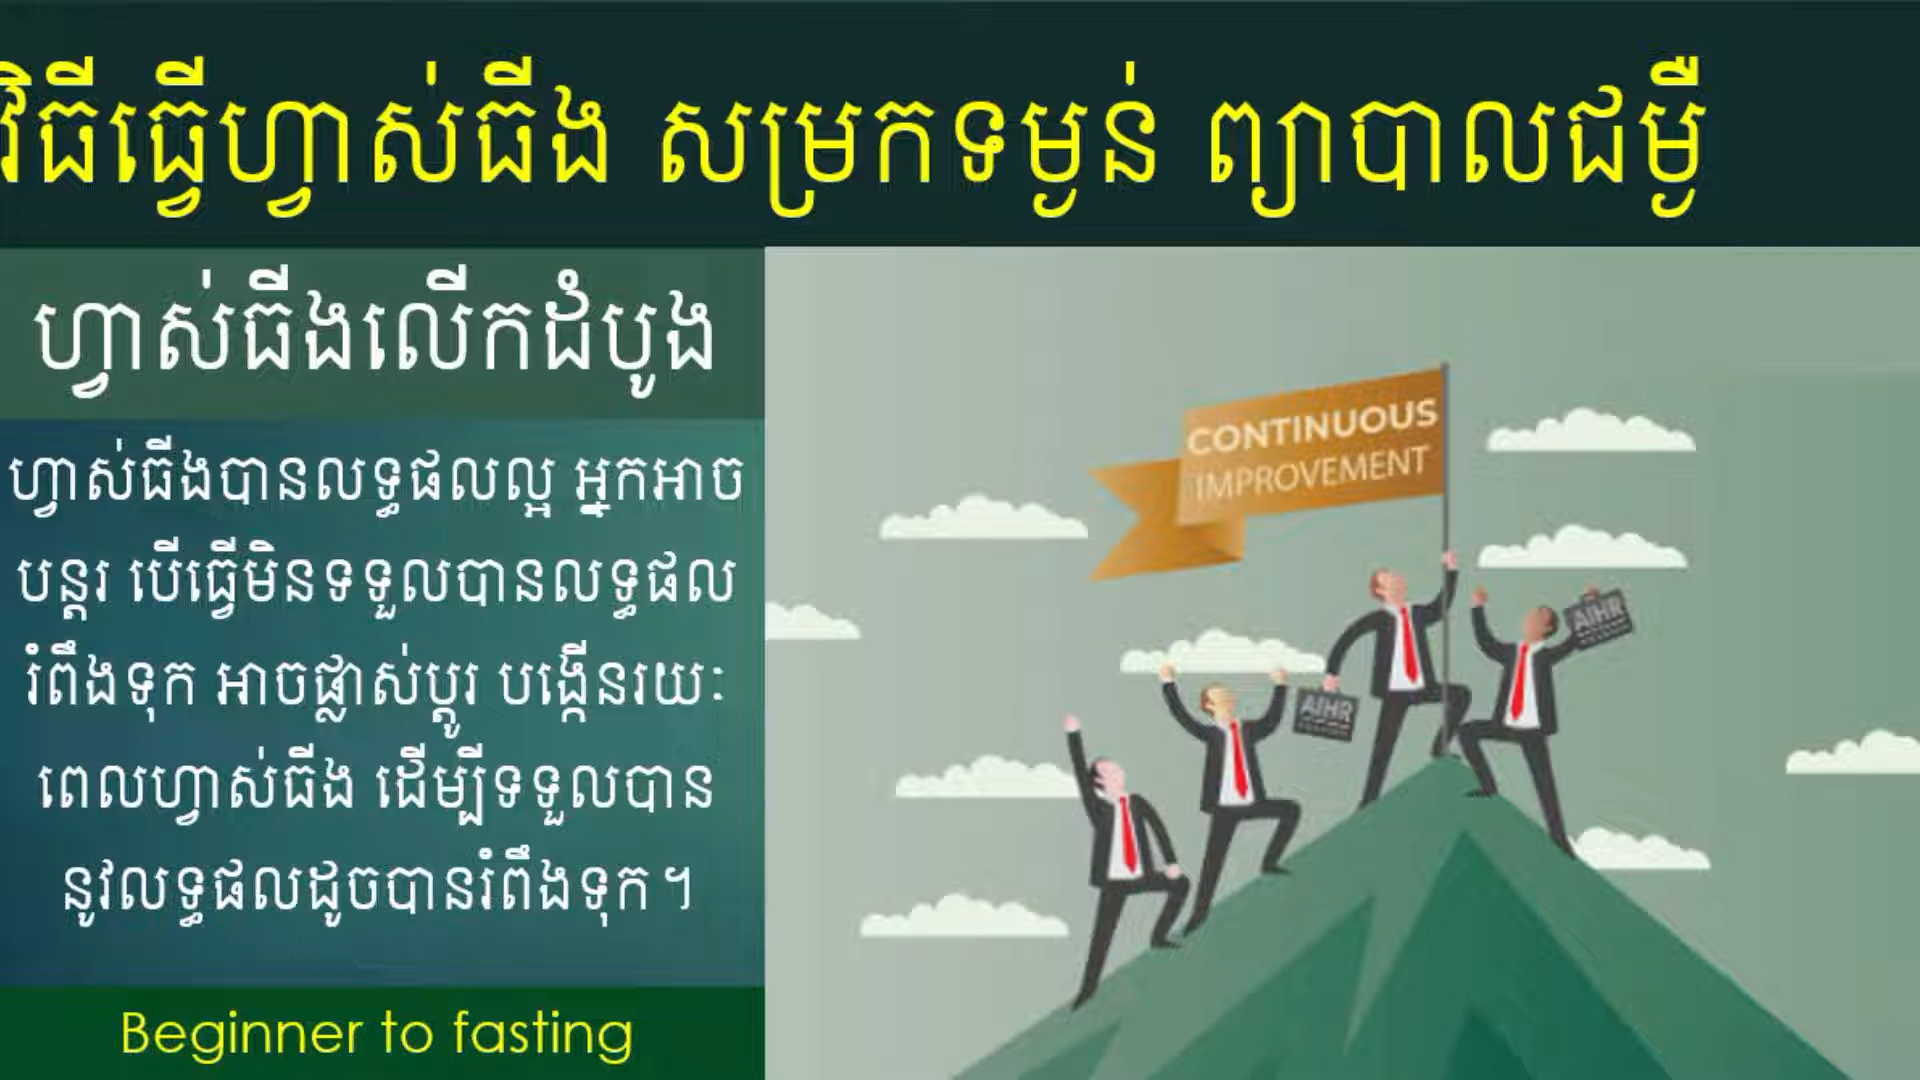 វិធីធ្វើហ្វាស់ធីង សម្រកទម្ងន់ ព្យាបាលជម្ងឺ
ហ្វាស់ធីងលើកដំបូង
ហ្វាស់ធីងបានលទ្ធផលល្អ អ្នកអាច
បន្តរ បើធ្វើមិនទទួលបានលទ្ធផល
រំពឹងទុក អាចផ្លាស់ប្តូរ បង្កើនរយៈ
ពេលហ្វាស់ធីង ដើម្បីទទួលបាន
នូវលទ្ធផលដូចបានរំពឹងទុក។
Beginner to fasting
CONTINUOUS
IMPROVEMENT
AIHR
AIHR